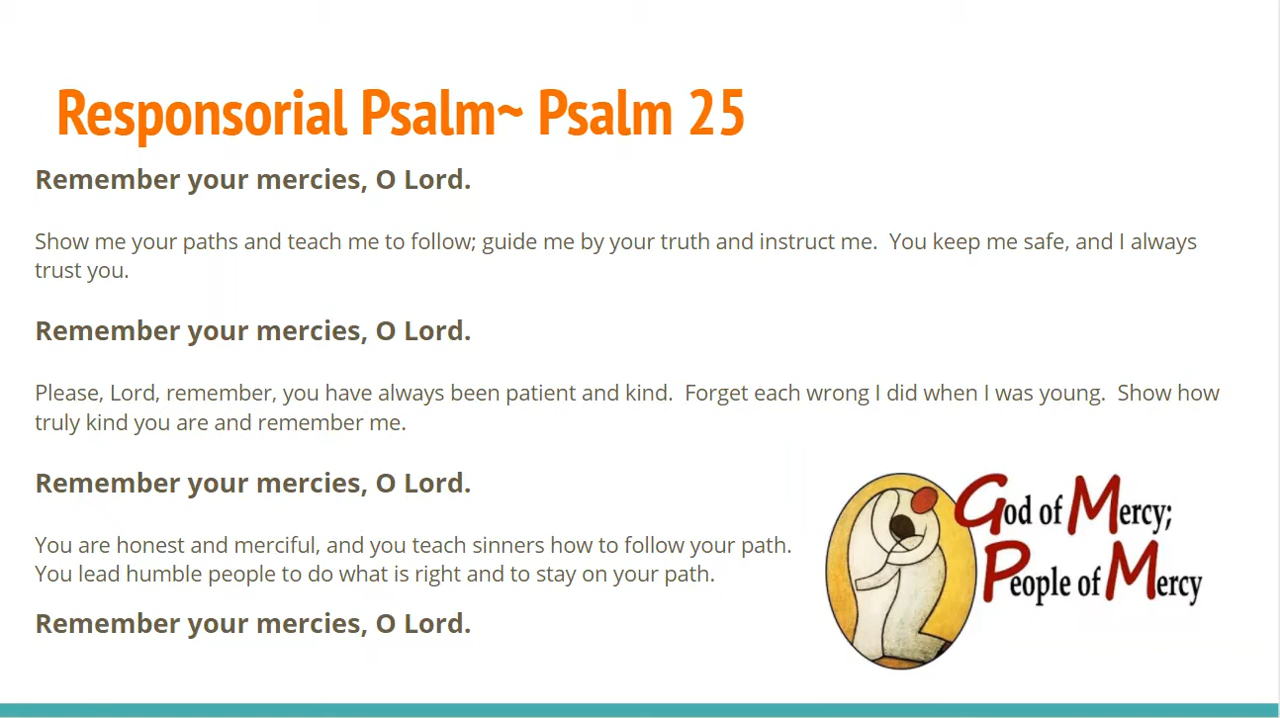 Responsorial Psalm~ Psalm 25
Remember your mercies, O Lord.
Show me your paths and teach me to follow; guide me by your truth and instruct me.  You keep me safe, and I always
trust you.
Remember your mercies, O Lord.
Please, Lord, remember, you have always been patient and kind.  Forget each wrong I did when I was young.  Show how
truly kind you are and remember me.
Remember your mercies, O Lord.
You are honest and merciful, and you teach sinners how to follow your path.
You lead humble people to do what is right and to stay on your path.
Remember your mercies, O Lord.
God of Mercy;
People of Mercy